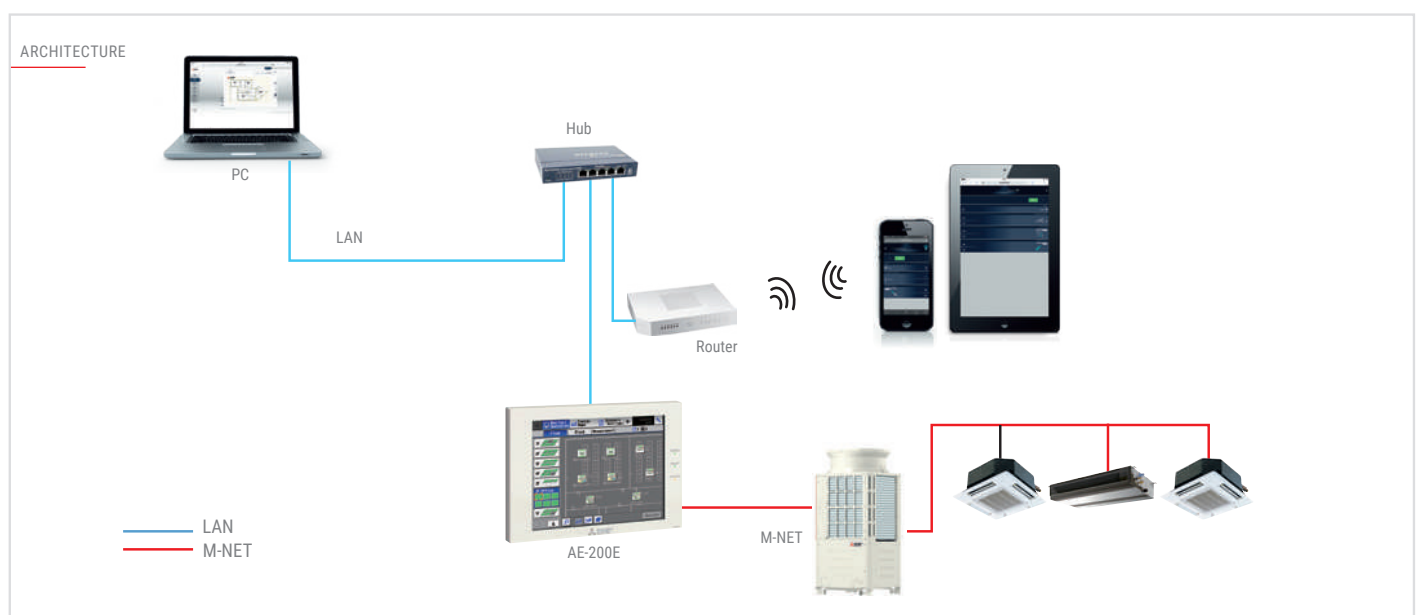 ARCHITECTURE
Hub
PC
LAN
Router
M-NET
AE-200E
LAN
M-NET